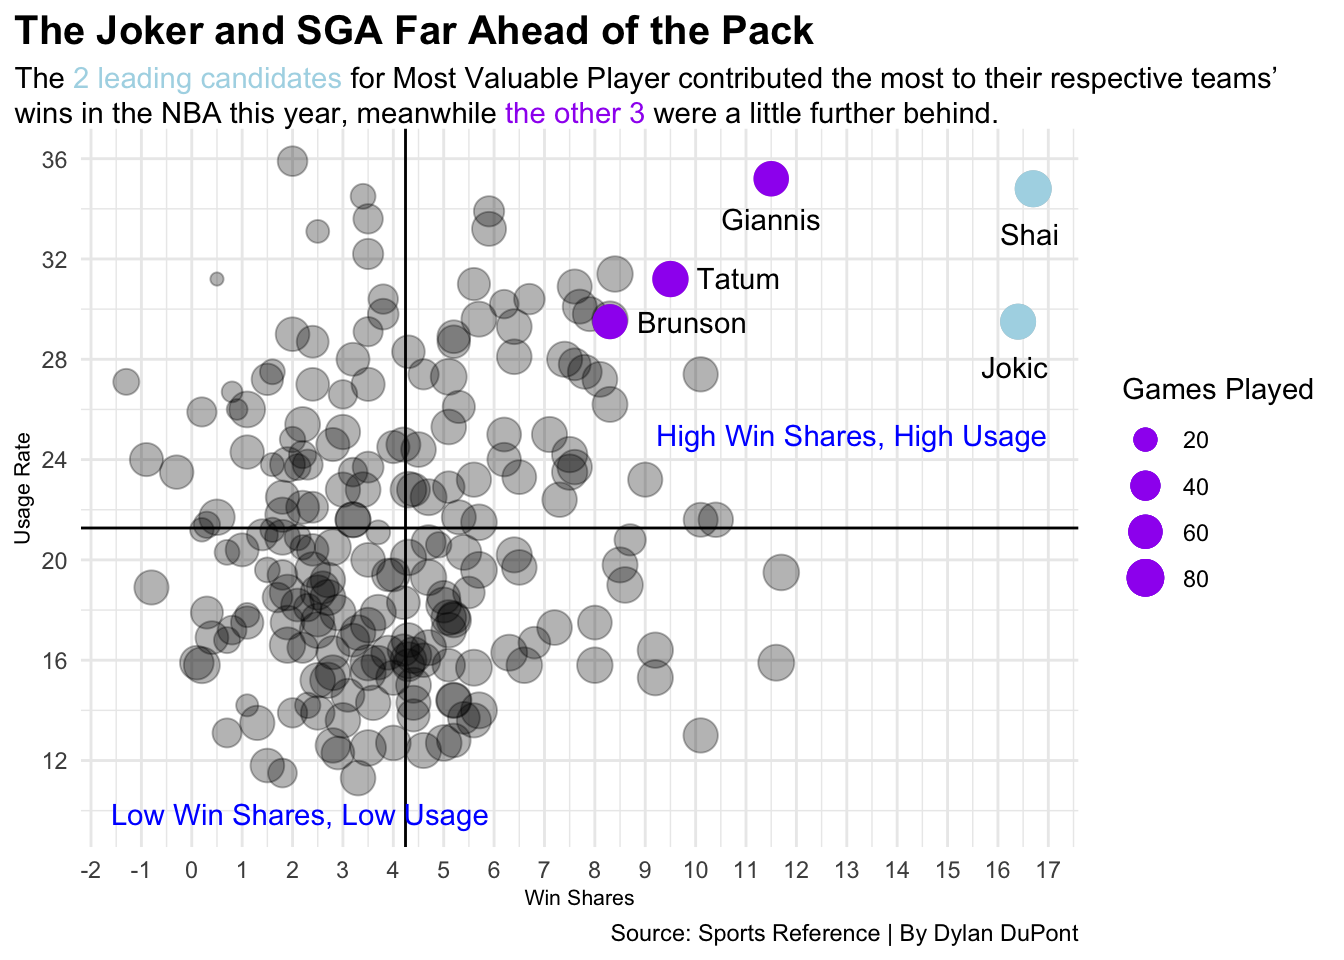 The Joker and SGA Far Ahead of the Pack
The 2 leading candidates for Most Valuable Player contributed the most to their respective teams’
wins in the NBA this year, meanwhile the other 3 were a little further behind.
36
32
28
24
20
16
12
Usage Rate
Giannis
Shai
Tatum
Brunson
Jokic
High Win Shares, High Usage
Low Win Shares, Low Usage
Games Played
20
40
60
80
-2 -1 0 1 2 3 4 5 6 7 8 9 10 11 12 13 14 15 16 17
Win Shares
Source: Sports Reference | By Dylan DuPont